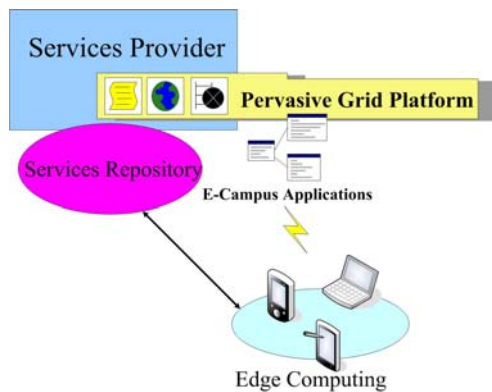 Services Provider
Pervasive Grid Platform
Services Repository
E-Campus Applications
Edge Computing